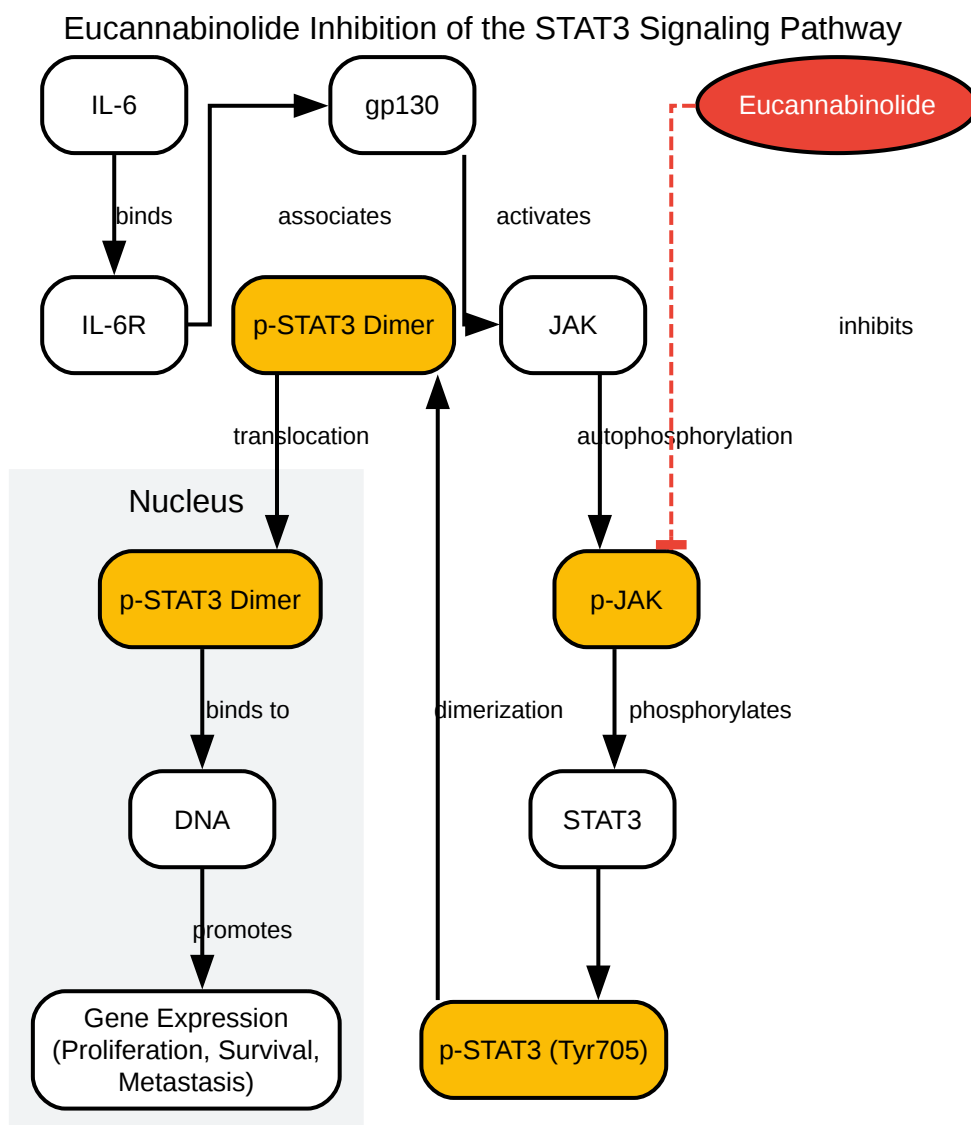 Eucannabinolide Inhibition of the STAT3 Signaling Pathway
IL-6
gp130
Eucannabinolide
binds
associates
activates
IL-6R
p-STAT3 Dimer
JAK
inhibits
translocation
autophosphorylation
Nucleus
p-STAT3 Dimer
p-JAK
binds to
dimerization
phosphorylates
DNA
STAT3
promotes
Gene Expression
(Proliferation, Survival,
Metastasis)
p-STAT3 (Tyr705)